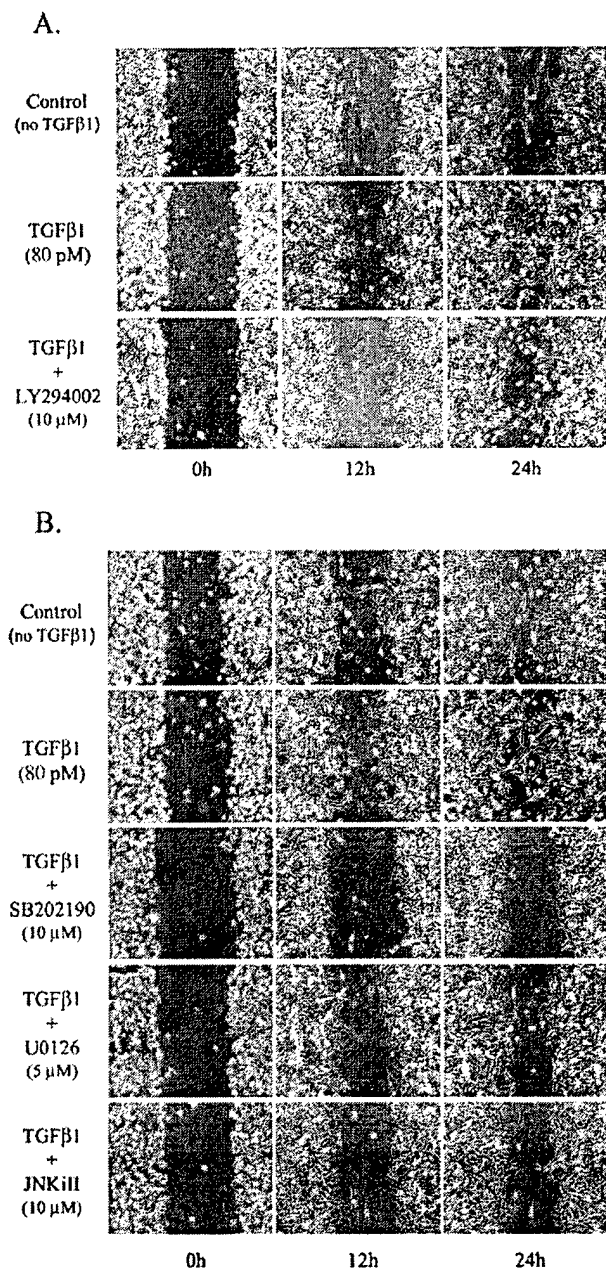 A.
Control
(no TGFβ1)
TGFβ1
(80 pM)
TGFβ1
+
LY294002
(10 µM)
0h
12h
24h
B.
Control
(no TGFβ1)
TGFβ1
(80 pM)
TGFβ1
+
SB202190
(10 µM)
TGFβ1
+
U0126
(5 µM)
TGFβ1
+
JNKiII
(10 µM)
0h
12h
24h